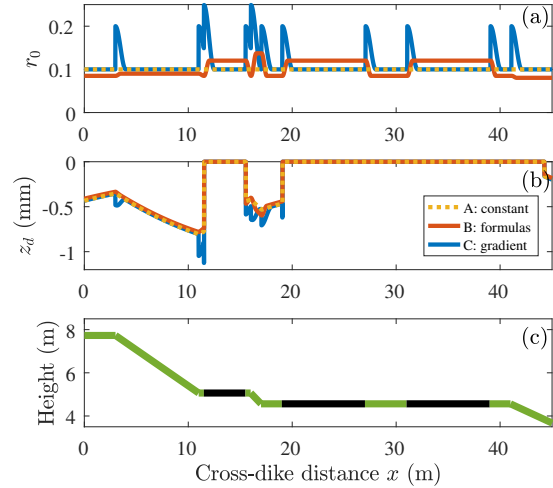 (a)
0.2
0.1
0
r0
0 10 20 30 40
(b)
0
-0.5
-1
zd (mm)
A: constant
B: formulas
C: gradient
0 10 20 30 40
(c)
8
6
4
Height (m)
0 10 20 30 40
Cross-dike distance x (m)